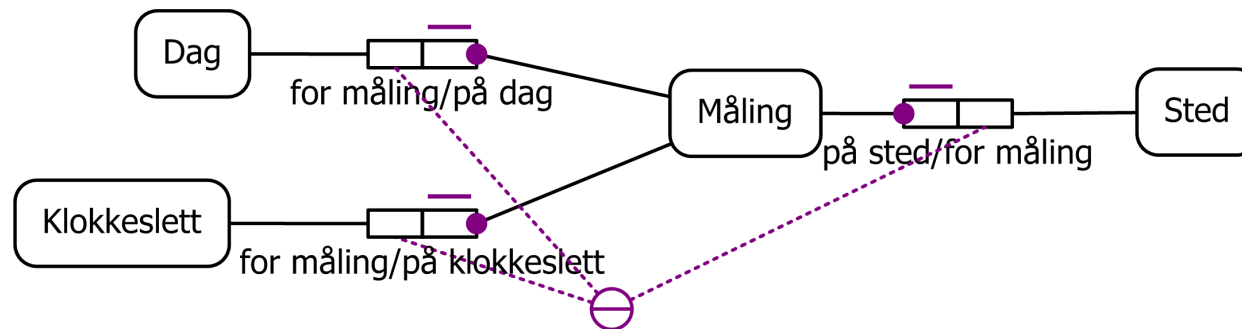 Dag
for måling/på dag
Måling
Sted
på sted/for måling
Klokkeslett
for måling/på klokkeslett